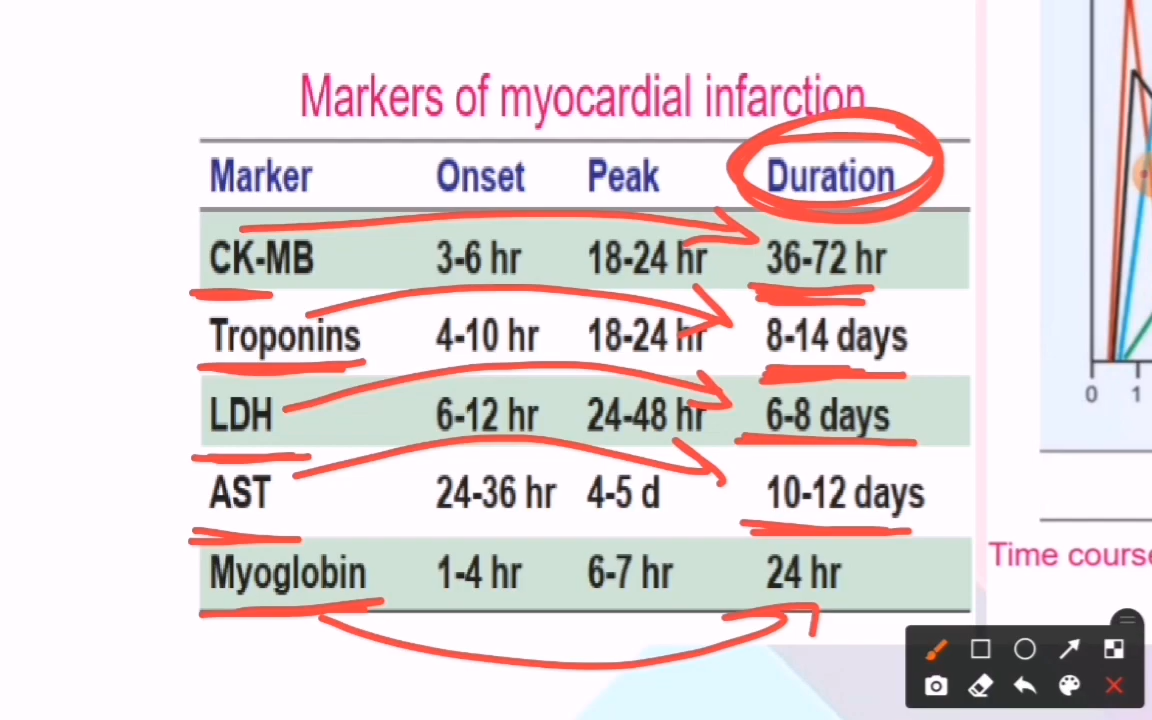 Markers of myocardial infarction
Marker Onset Peak Duration
CK-MB 3-6 hr 18-24 hr 36-72 hr
Troponins 4-10 hr 18-24 hr 8-14 days
LDH 6-12 hr 24-48 hr 6-8 days
AST 24-36 hr 4-5 d 10-12 days
Myoglobin 1-4 hr 6-7 hr 24 hr
0 1
Time course